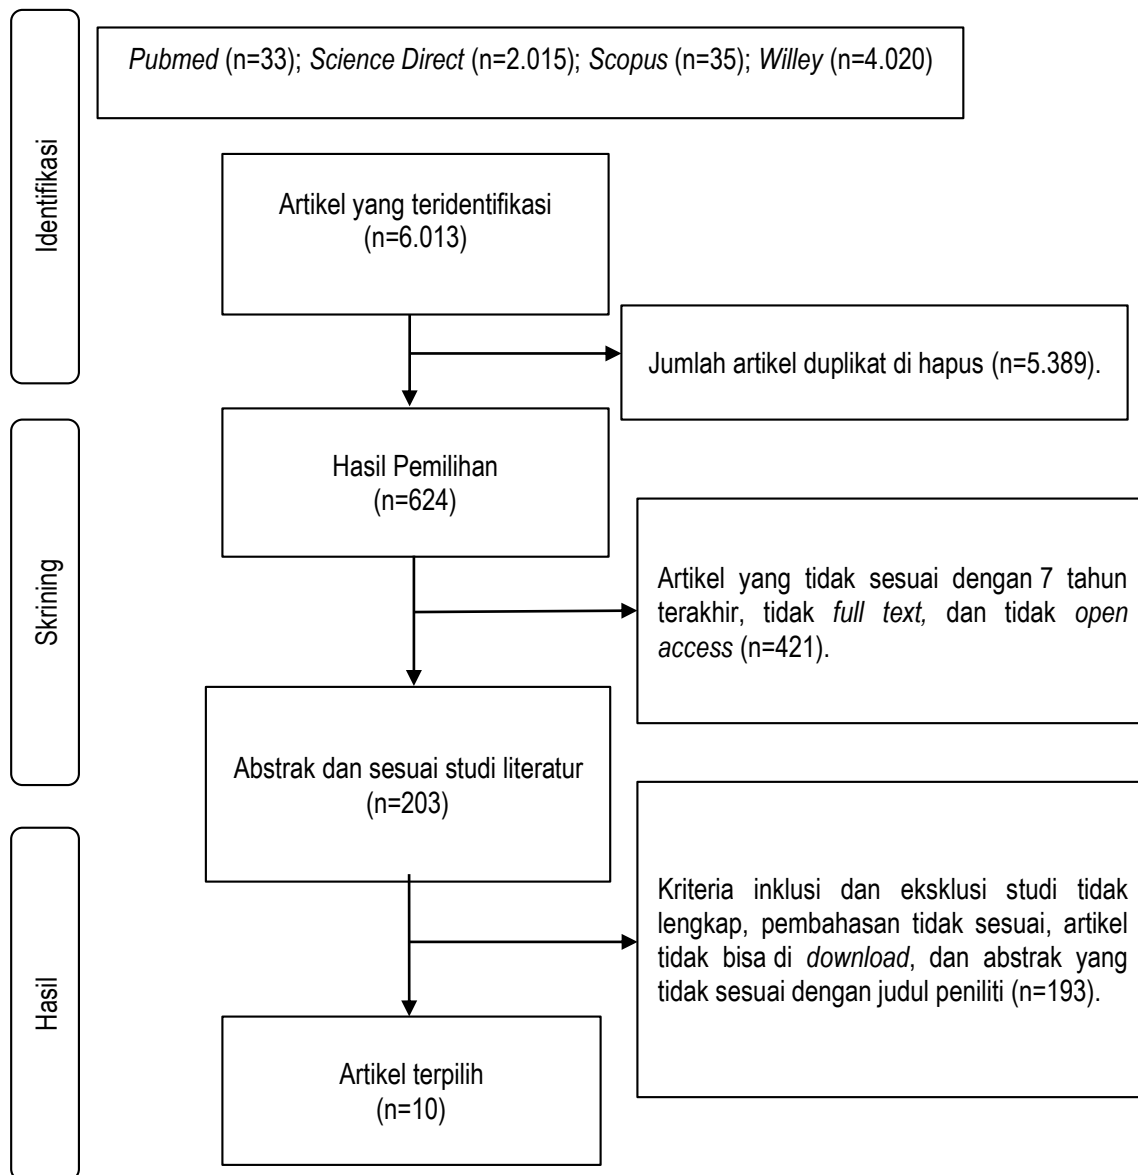 Identifikasi
Pubmed (n=33); Science Direct (n=2.015); Scopus (n=35); Willey (n=4.020)
Artikel yang teridentifikasi
(n=6.013)
Jumlah artikel duplikat di hapus (n=5.389).
Skrining
Hasil Pemilihan
(n=624)
Artikel yang tidak sesuai dengan 7 tahun
terakhir, tidak full text, dan tidak open
access (n=421).
Abstrak dan sesuai studi literatur
(n=203)
Hasil
Kriteria inklusi dan eksklusi studi tidak
lengkap, pembahasan tidak sesuai, artikel
tidak bisa di download, dan abstrak yang
tidak sesuai dengan judul peniliti (n=193).
Artikel terpilih
(n=10)